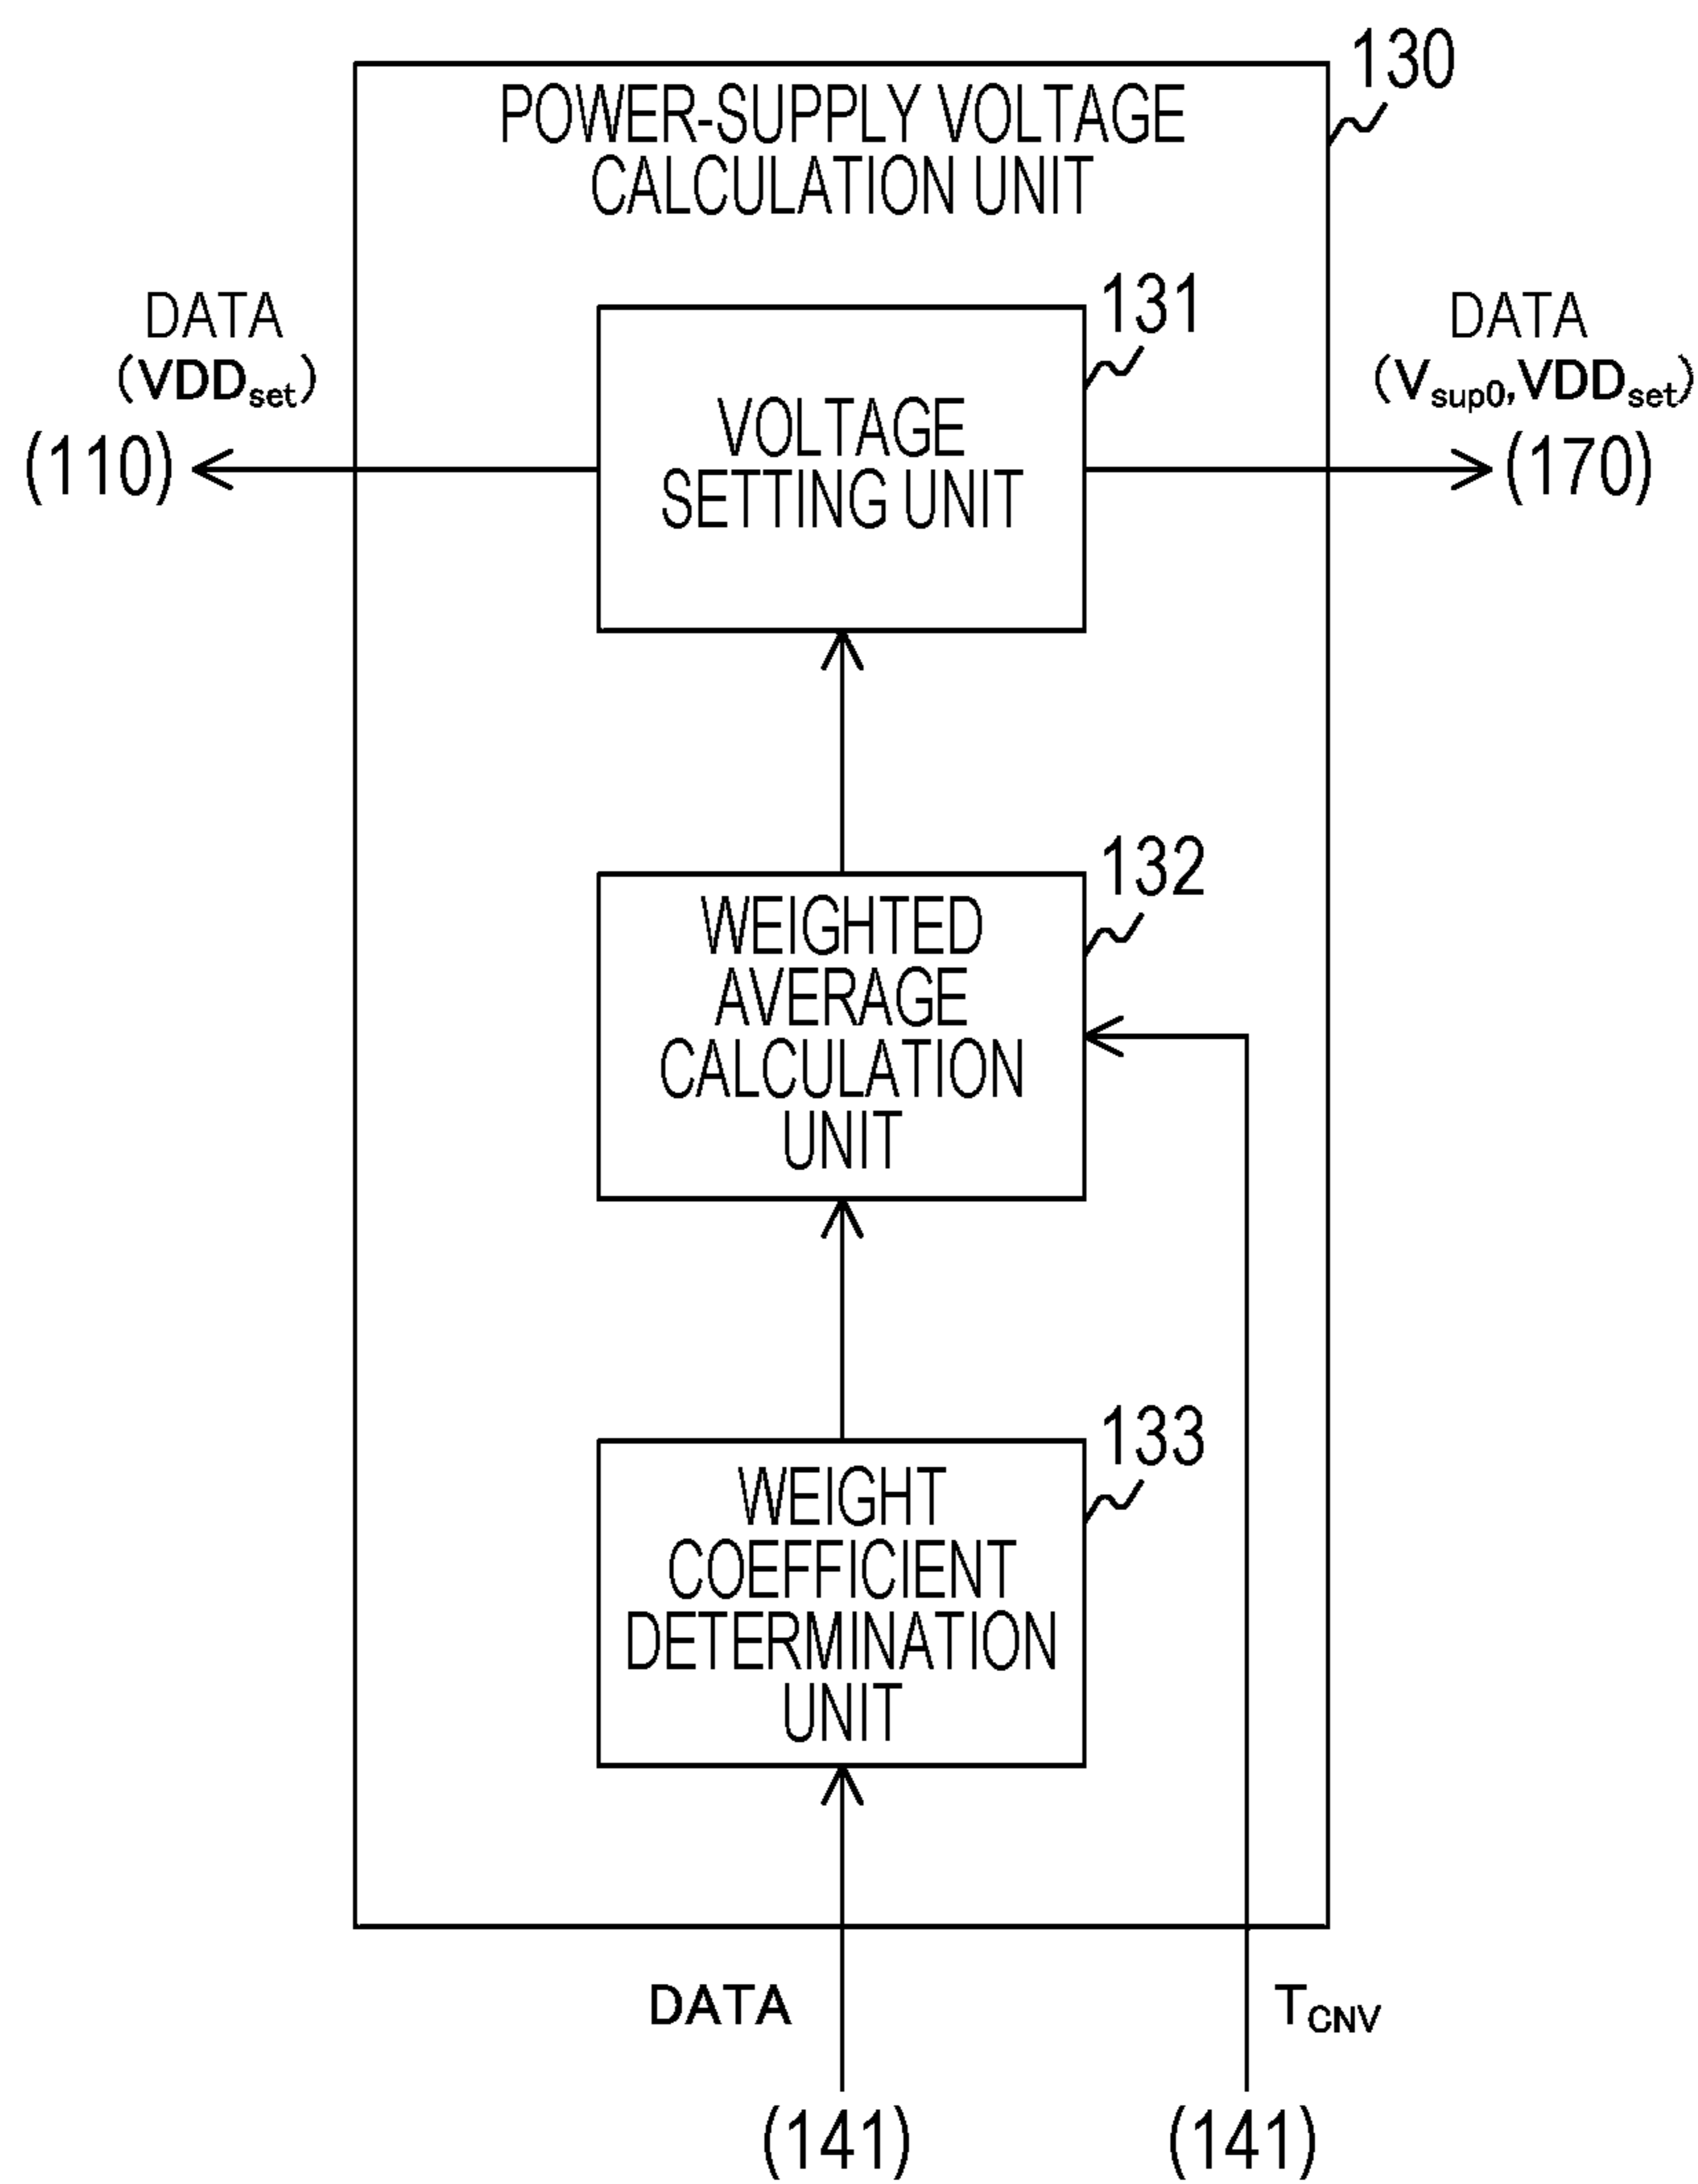 130
POWER-SUPPLY VOLTAGE
CALCULATION UNIT
131
DATA
(VDDset)
(110)
VOLTAGE
SETTING UNIT
DATA
(Vsup0,VDDset)
(170)
132
WEIGHTED
AVERAGE
CALCULATION
UNIT
133
WEIGHT
COEFFICIENT
DETERMINATION
UNIT
DATA
TCNV
(141)
(141)